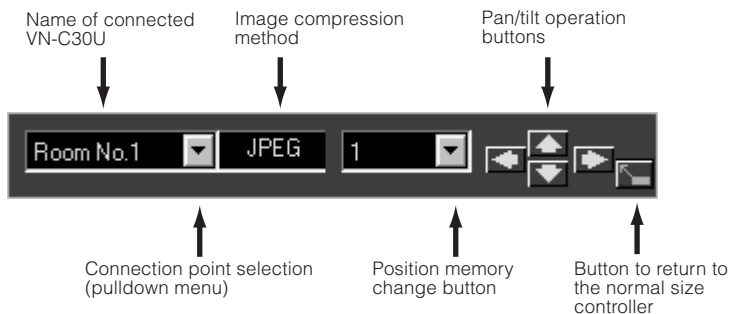 Name of connected
VN-C30U
Image compression
method
Pan/tilt operation
buttons
Room No.1
JPEG
1
Connection point selection
(pulldown menu)
Position memory
change button
Button to return to
the normal size
controller